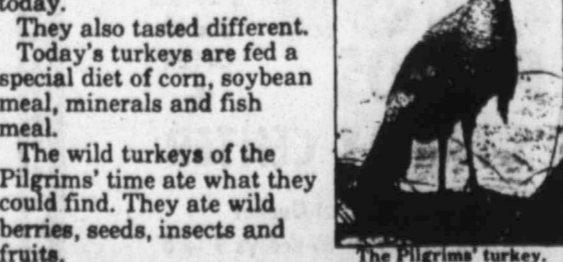 today.
They also tasted different.
Today's turkeys are fed a
special diet of corn, soybean
meal, minerals and fish
meal.
The wild turkeys of the
Pilgrims' time ate what they
could find. They ate wild
berries, seeds, insects and
fruits.
The Pilgrims' turkey.